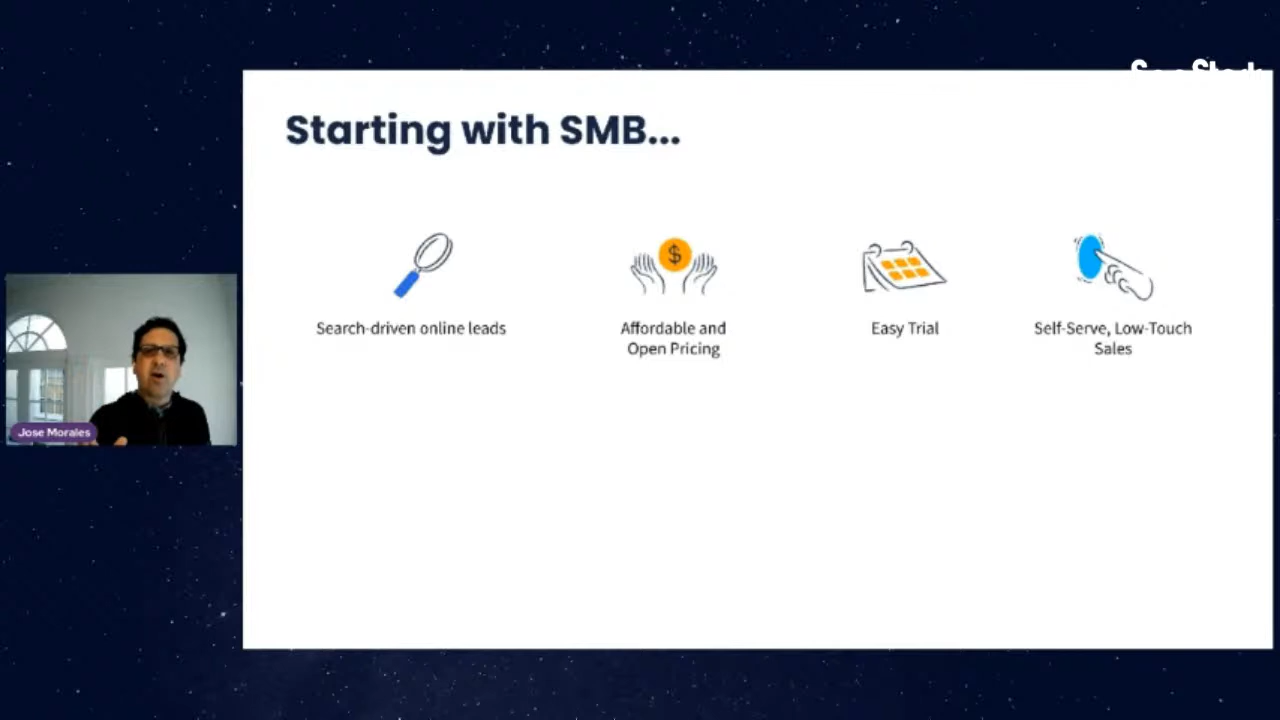 Starting with SMB...
$
Search-driven online leads
Affordable and
Open Pricing
Easy Trial
Self-Serve, Low-Touch
Sales
Jose Morales